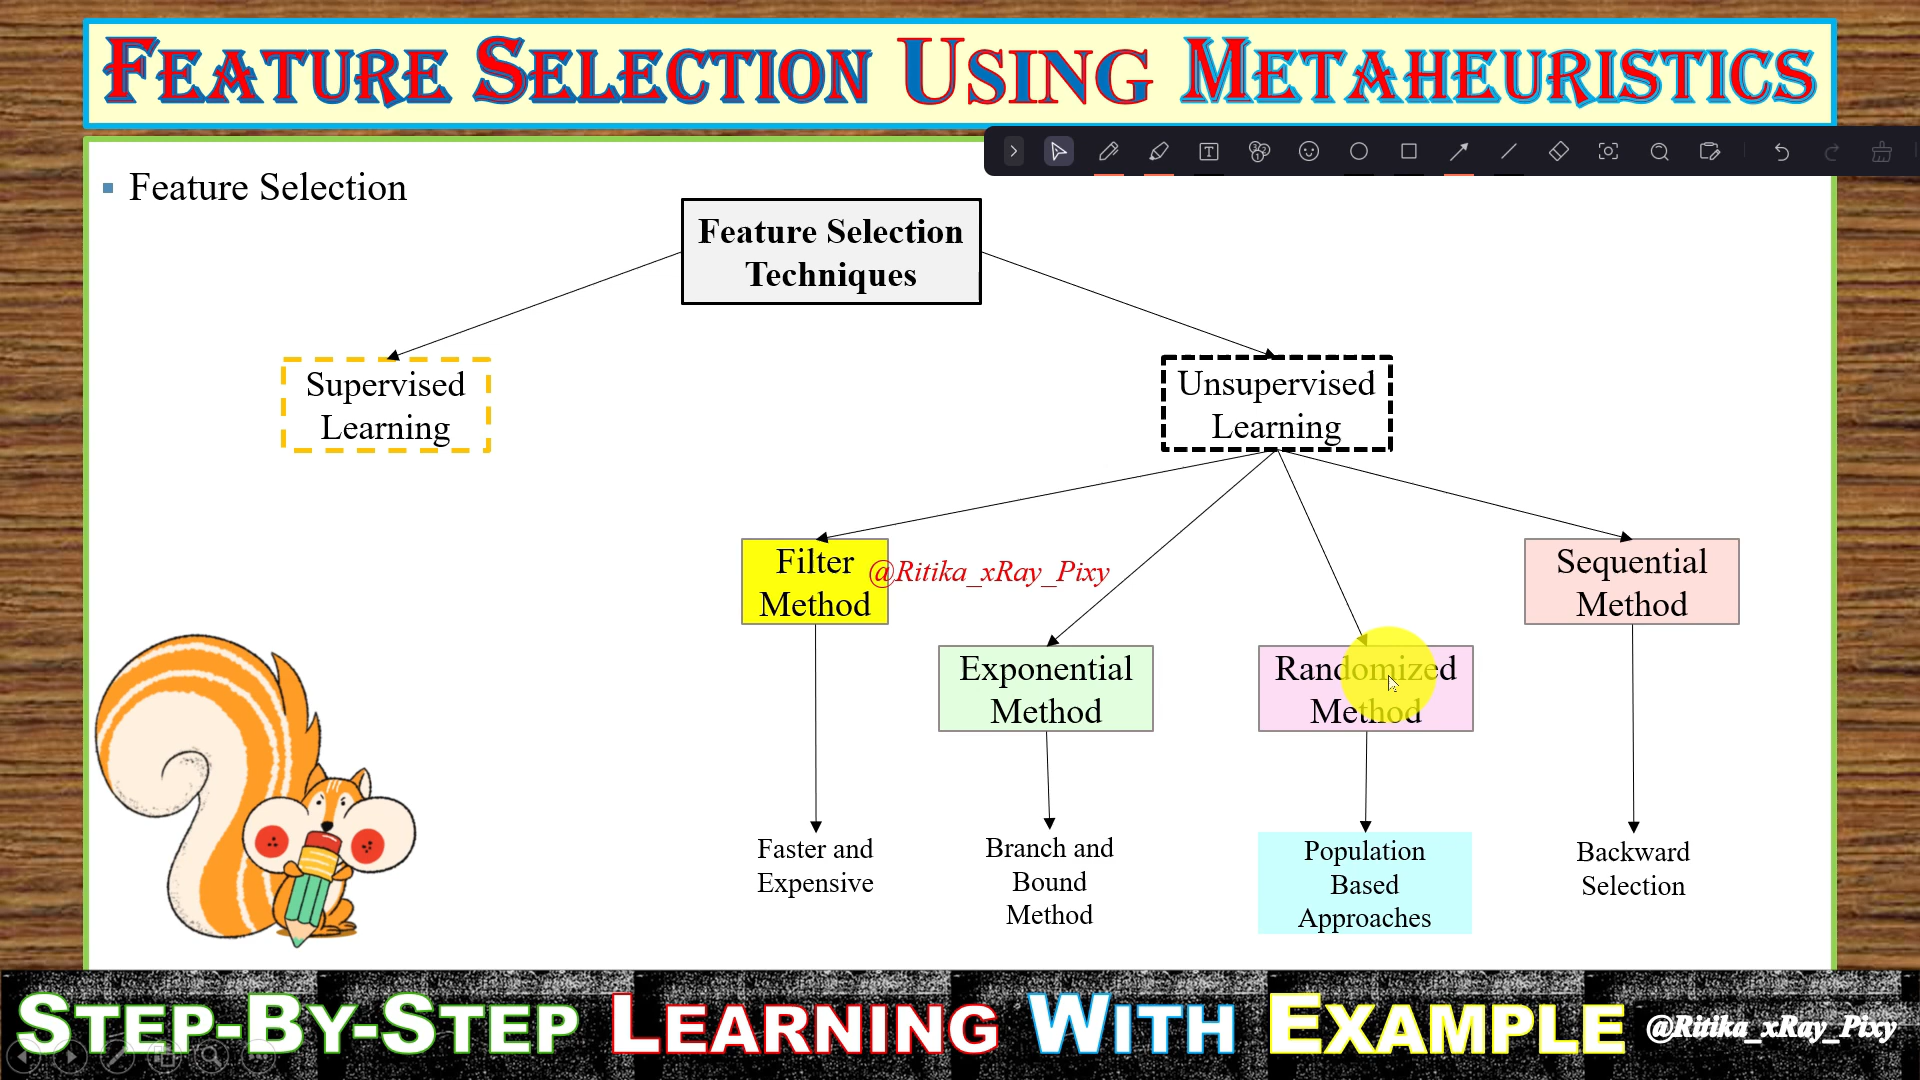 FEATURE SELECTION USING METAHEURISTICS
Feature Selection
Feature Selection
Techniques
Supervised
Learning
Unsupervised
Learning
Filter
Method
@Ritika_xRay_Pixy
Sequential
Method
Exponential
Method
Randomized
Method
Faster and
Expensive
Branch and
Bound
Method
Population
Based
Approaches
Backward
Selection
STEP-BY-STEP LEARNING WITH EXAMPLE @Ritika_xRay_Pixy